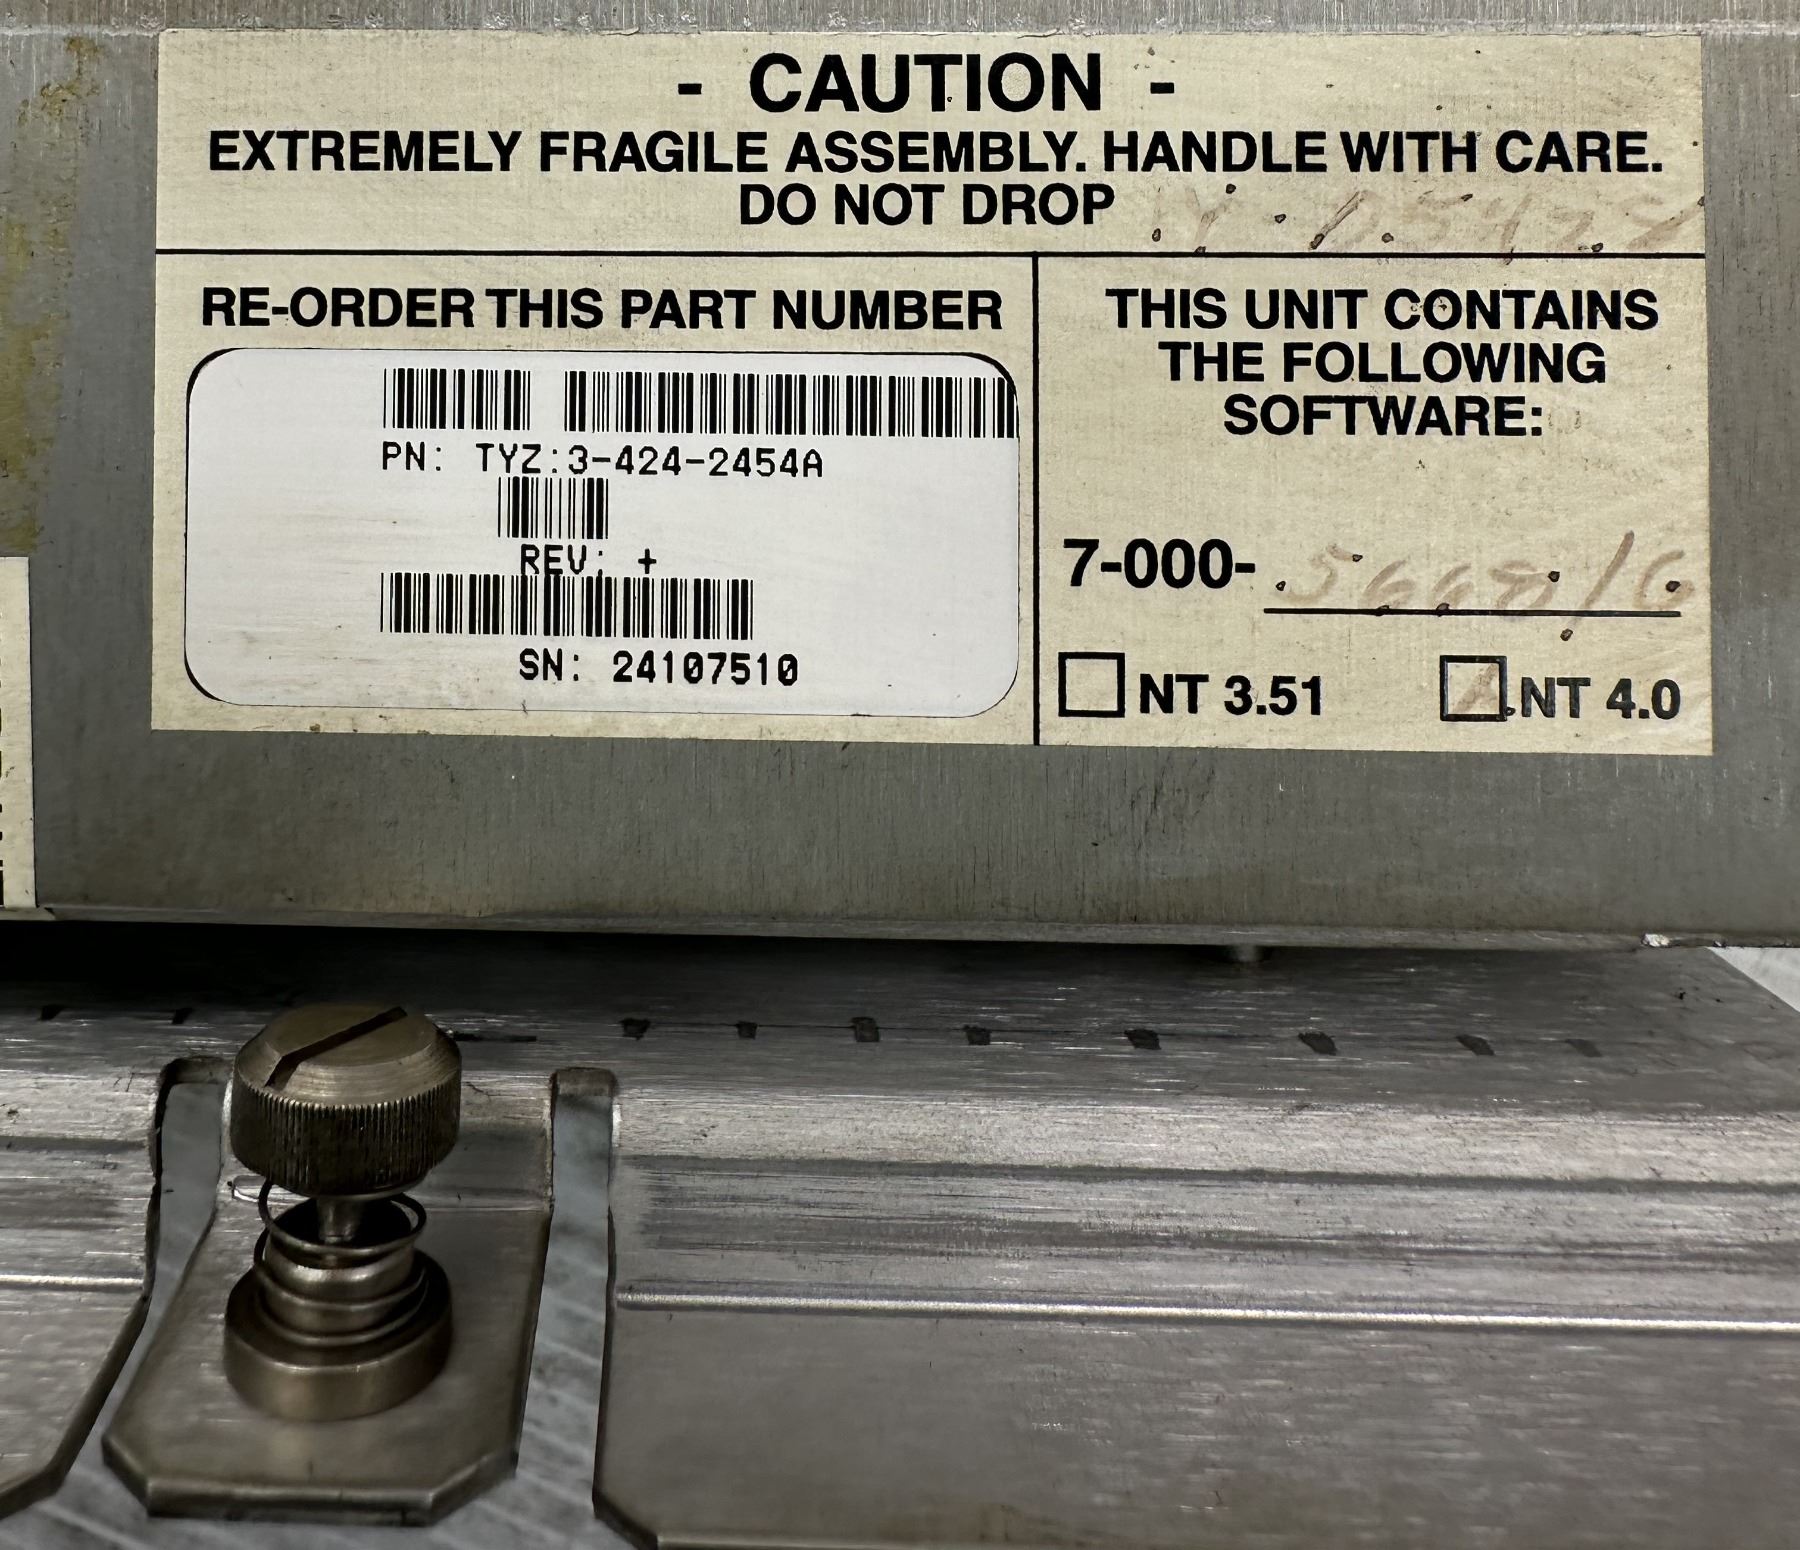 - CAUTION -
EXTREMELY FRAGILE ASSEMBLY. HANDLE WITH CARE.
DO NOT DROP
RE-ORDER THIS PART NUMBER
PN: TYZ:3-424-2454A
REV: +
SN: 24107510
THIS UNIT CONTAINS
THE FOLLOWING
SOFTWARE:
7-000-
NT 3.51
NT 4.0